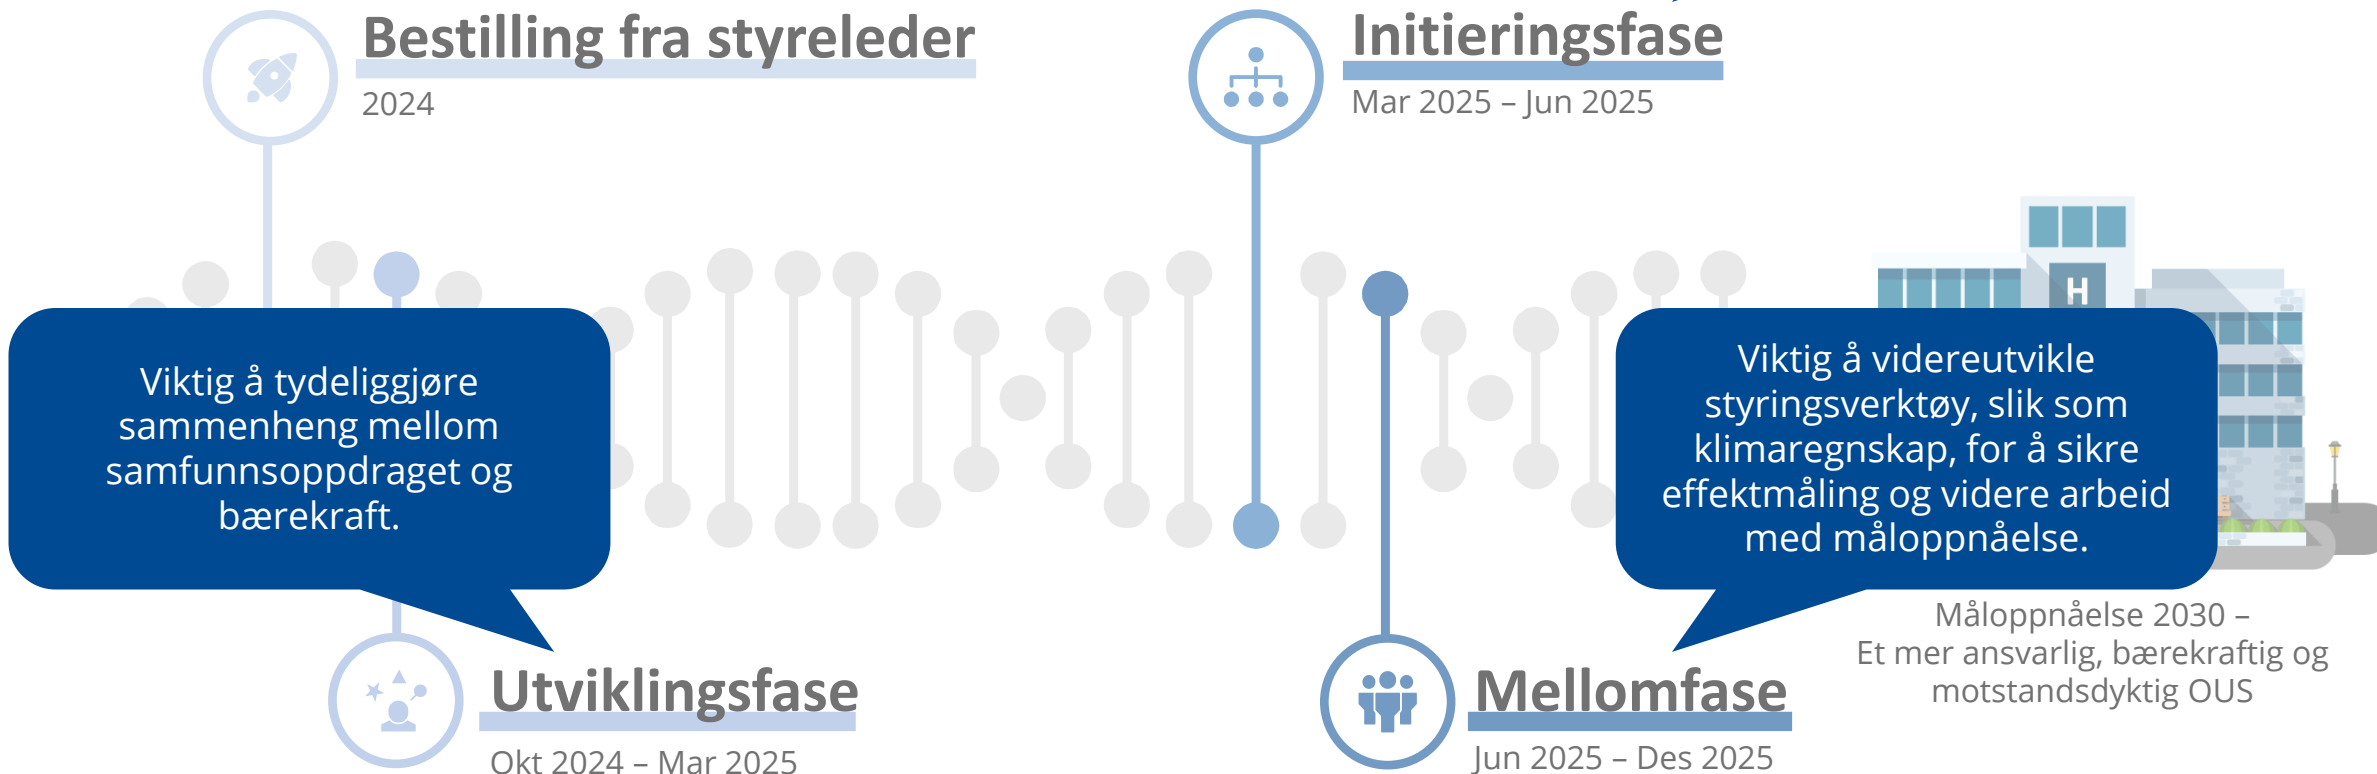 Bestilling fra styreleder
2024
Initieringsfase
Mar 2025 – Jun 2025
H
Viktig å tydeliggjøre
sammenheng mellom
samfunnsoppdraget og
bærekraft.
Viktig å videreutvikle
styringsverktøy, slik som
klimaregnskap, for å sikre
effektmåling og videre arbeid
med måloppnåelse.
Måloppnåelse 2030 –
Et mer ansvarlig, bærekraftig og
motstandsdyktig OUS
Utviklingsfase
Okt 2024 – Mar 2025
Mellomfase
Jun 2025 – Des 2025